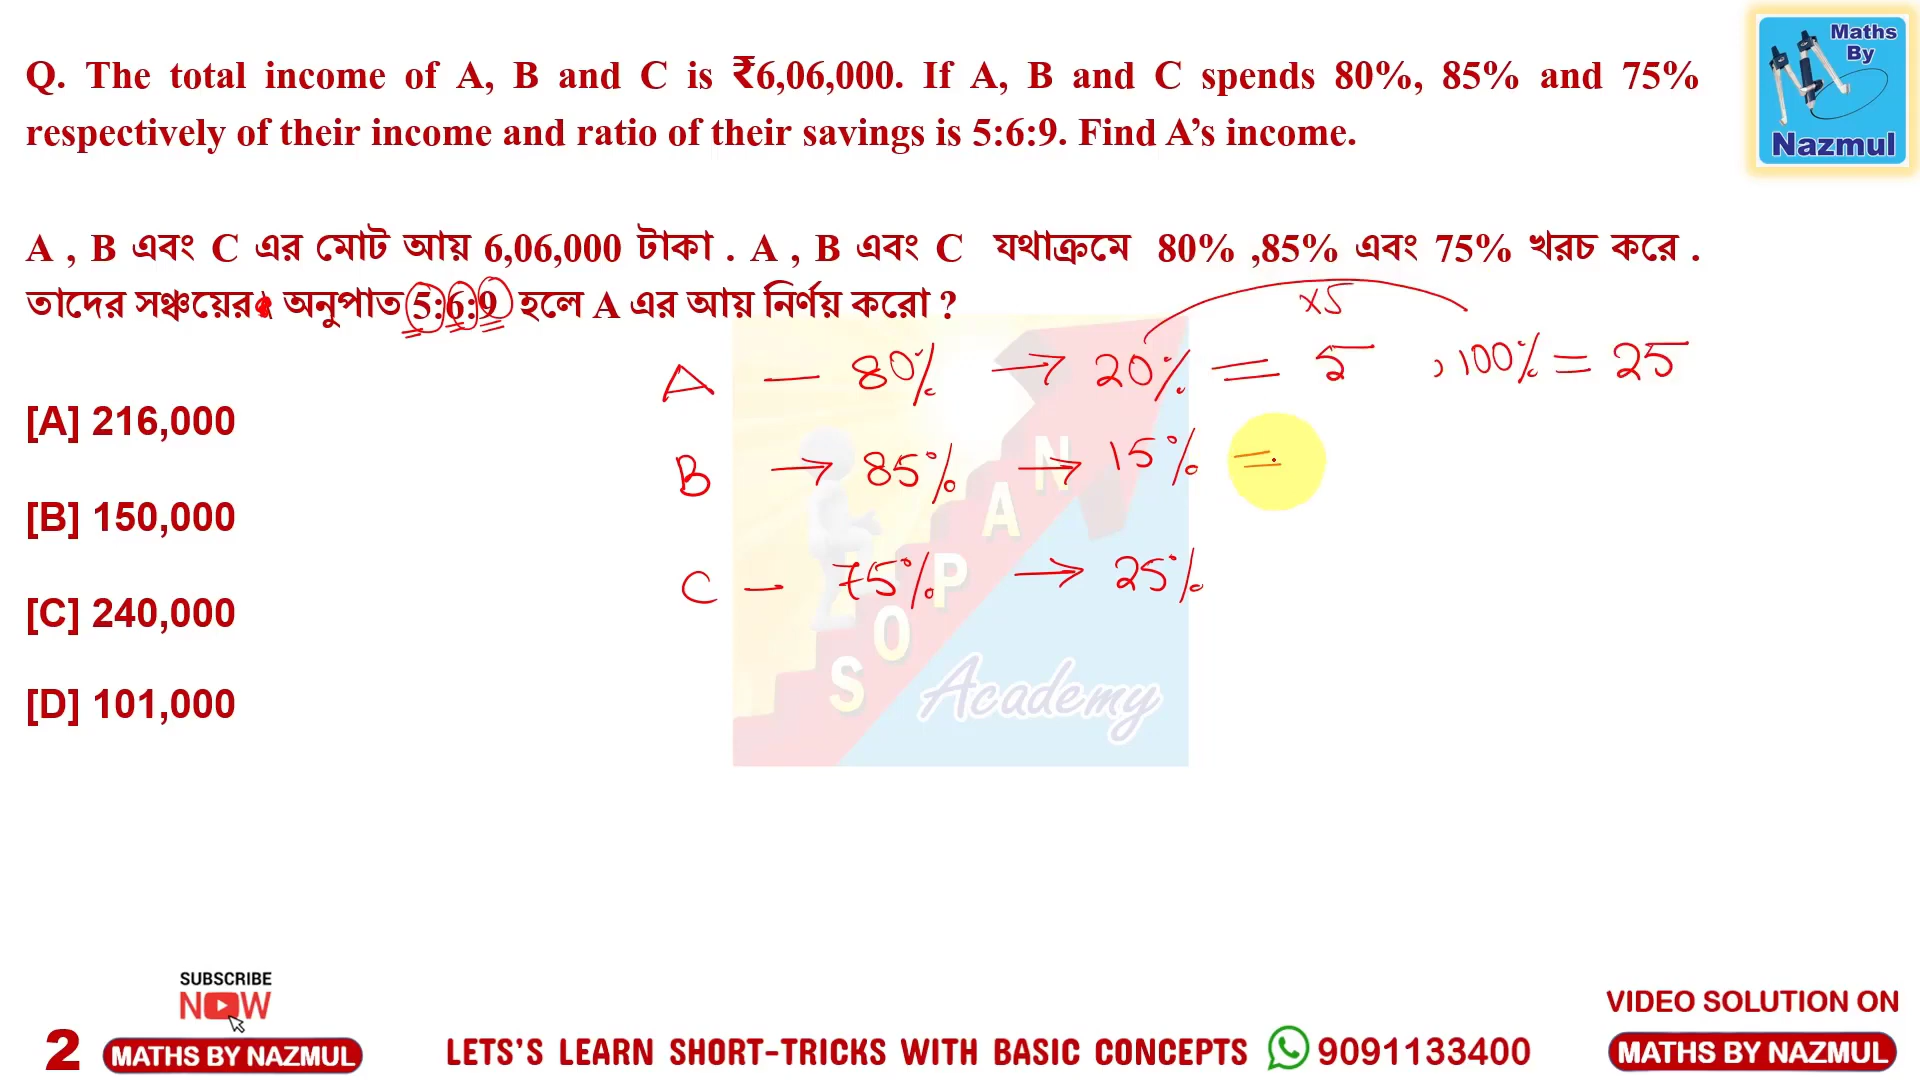 Q. The total income of A, B and C is ₹6,06,000. If A, B and C spends 80%, 85% and 75%
respectively of their income and ratio of their savings is 5:6:9. Find A’s income.
Maths
By
Nazmul
A , B এবং C এর মোট আয় 6,06,000 টাকা . A , B এবং C যথাক্রমে 80% ,85% এবং 75% খরচ করে .
তাদের সঞ্চয়ের অনুপাত 5:6:9 হলে A এর আয় নির্ণয় করো ?
×5
A — 80% → 20% = 5 , 100% = 25
B → 85% → 15% =
C – 75% → 25%
[A] 216,000
[B] 150,000
[C] 240,000
[D] 101,000
SOPAN
Academy
SUBSCRIBE
NOW
2 MATHS BY NAZMUL
LETS’S LEARN SHORT-TRICKS WITH BASIC CONCEPTS 9091133400
VIDEO SOLUTION ON
MATHS BY NAZMUL